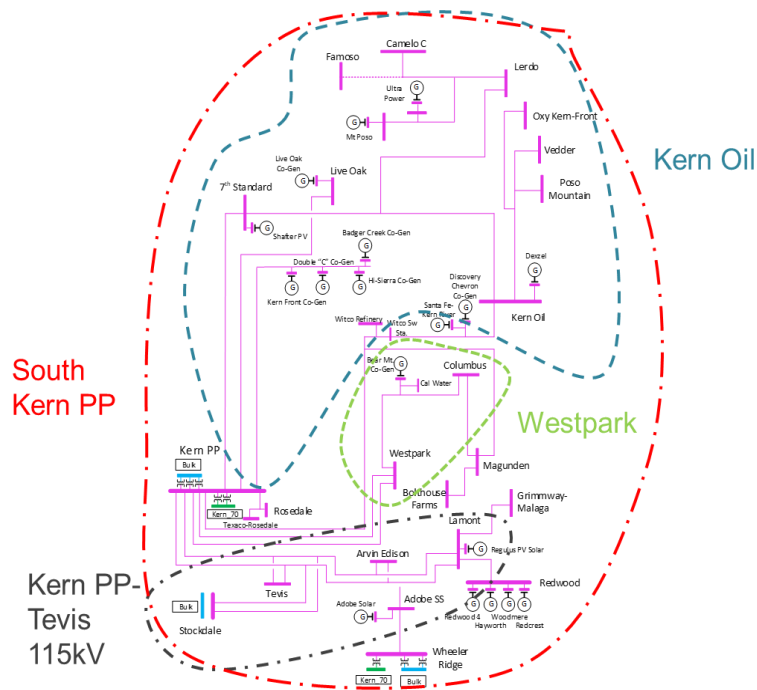 Camelo C
Famoso
Lerdo
Ultra
Power
G
Oxy Kern-Front
G
Mt Poso
Vedder
Kern Oil
Live Oak
Co-Gen
G
Live Oak
Poso
Mountain
7th Standard
G
Shafter PV
Badger Creek Co-Gen
G
Double "C" Co-Gen
G
G
G
Hi-Sierra Co-Gen
Kern Front Co-Gen
Dexzel
G
Discovery
Chevron
Co-Gen
G
Santa Fe-
Kern River
G
Kern Oil
Witco Refinery
Witco Sw
Sta.
South
Kern PP
Bear Mt
Co-Gen
G
Cal Water
Columbus
Westpark
Kern PP
Bulk
Westpark
Magunden
Kern_70
Rosedale
Texaco-Rosedale
Bolthouse
Farms
Grimmway-
Malaga
Lamont
G
Regulus PV Solar
Arvin Edison
Kern PP-
Tevis
115kV
Tevis
Redwood
G
G
G
G
Redwood 4
Woodmere
Hayworth
Redcrest
Bulk
Stockdale
Adobe Solar
G
Adobe SS
Wheeler
Ridge
Kern_70
Bulk